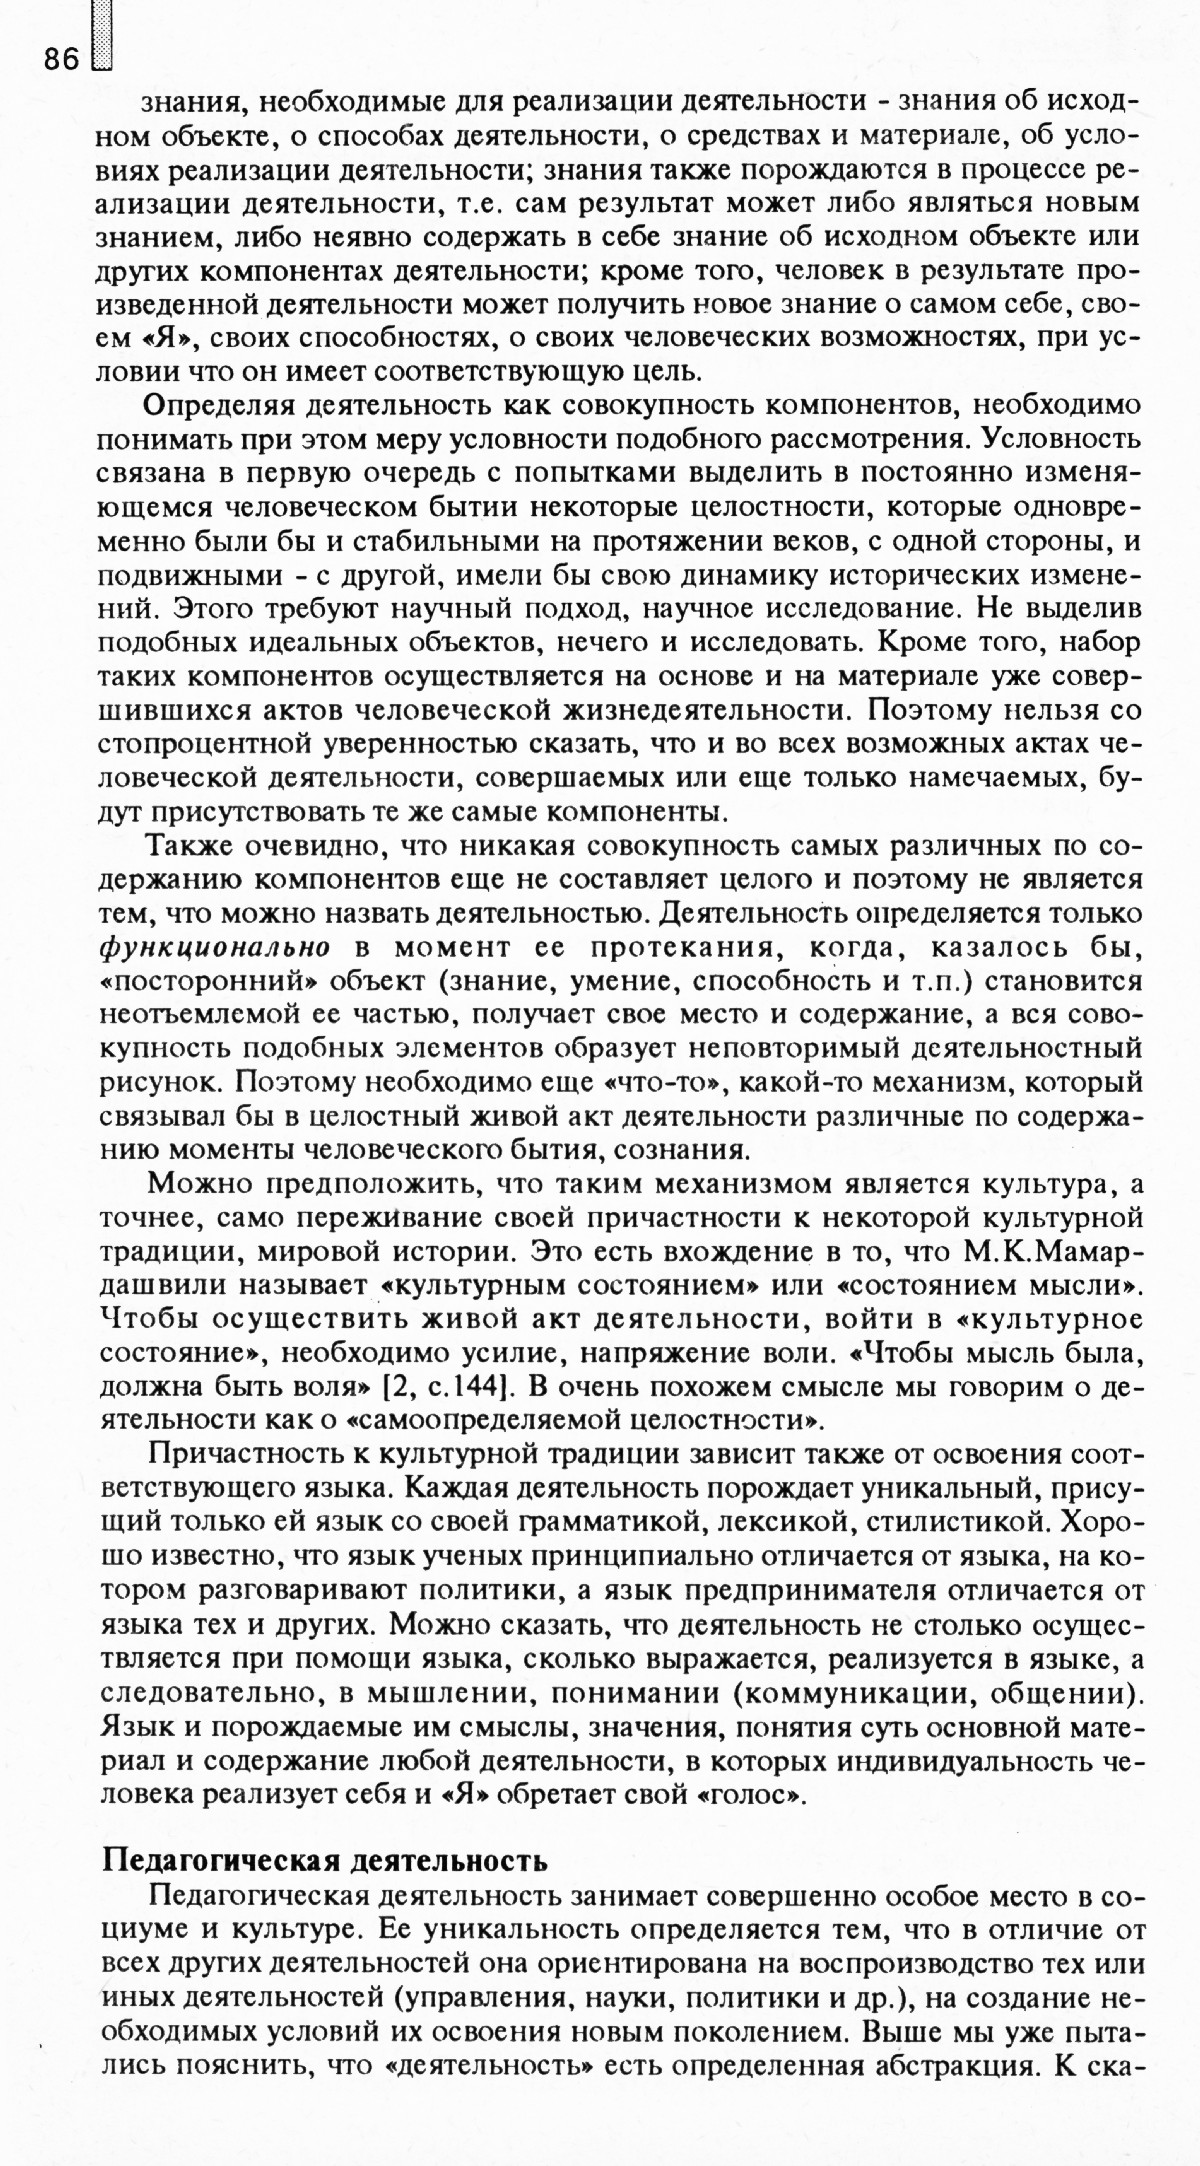 86
знания, необходимые для реализации деятельности - знания об исход-
ном объекте, о способах деятельности, о средствах и материале, об усло-
виях реализации деятельности; знания также порождаются в процессе ре-
ализации деятельности, т.е. сам результат может либо являться новым
знанием, либо неявно содержать в себе знание об исходном объекте или
других компонентах деятельности; кроме того, человек в результате про-
изведенной деятельности может получить новое знание о самом себе, сво-
ем «Я», своих способностях, о своих человеческих возможностях, при ус-
ловии что он имеет соответствующую цель.
Определяя деятельность как совокупность компонентов, необходимо
понимать при этом меру условности подобного рассмотрения. Условность
связана в первую очередь с попытками выделить в постоянно изменя-
ющемся человеческом бытии некоторые целостности, которые одновре-
менно были бы и стабильными на протяжении веков, с одной стороны, и
подвижными - с другой, имели бы свою динамику исторических измене-
ний. Этого требуют научный подход, научное исследование. Не выделив
подобных идеальных объектов, нечего и исследовать. Кроме того, набор
таких компонентов осуществляется на основе и на материале уже совер-
шившихся актов человеческой жизнедеятельности. Поэтому нельзя со
стопроцентной уверенностью сказать, что и во всех возможных актах че-
ловеческой деятельности, совершаемых или еще только намечаемых, бу-
дут присутствовать те же самые компоненты.
Также очевидно, что никакая совокупность самых различных по со-
держанию компонентов еще не составляет целого и поэтому не является
тем, что можно назвать деятельностью. Деятельность определяется только
функционально в момент ее протекания, когда, казалось бы,
«посторонний» объект (знание, умение, способность и т.п.) становится
неотъемлемой ее частью, получает свое место и содержание, а вся сово-
купность подобных элементов образует неповторимый деятельностный
рисунок. Поэтому необходимо еще «что-то», какой-то механизм, который
связывал бы в целостный живой акт деятельности различные по содержа-
нию моменты человеческого бытия, сознания.
Можно предположить, что таким механизмом является культура, а
точнее, само переживание своей причастности к некоторой культурной
традиции, мировой истории. Это есть вхождение в то, что М.К.Мамар-
дашвили называет «культурным состоянием» или «состоянием мысли».
Чтобы осуществить живой акт деятельности, войти в «культурное
состояние», необходимо усилие, напряжение воли. «Чтобы мысль была,
должна быть воля» [2, с.144]. В очень похожем смысле мы говорим о де-
ятельности как о «самоопределяемой целостности».
Причастность к культурной традиции зависит также от освоения соот-
ветствующего языка. Каждая деятельность порождает уникальный, прису-
щий только ей язык со своей грамматикой, лексикой, стилистикой. Хоро-
шо известно, что язык ученых принципиально отличается от языка, на ко-
тором разговаривают политики, а язык предпринимателя отличается от
языка тех и других. Можно сказать, что деятельность не столько осущес-
твляется при помощи языка, сколько выражается, реализуется в языке, а
следовательно, в мышлении, понимании (коммуникации, общении).
Язык и порождаемые им смыслы, значения, понятия суть основной мате-
риал и содержание любой деятельности, в которых индивидуальность че-
ловека реализует себя и «Я» обретает свой «голос».
Педагогическая деятельность
Педагогическая деятельность занимает совершенно особое место в со-
циуме и культуре. Ее уникальность определяется тем, что в отличие от
всех других деятельностей она ориентирована на воспроизводство тех или
иных деятельностей (управления, науки, политики и др.), на создание не-
обходимых условий их освоения новым поколением. Выше мы уже пыта-
лись пояснить, что «деятельность» есть определенная абстракция. К ска-